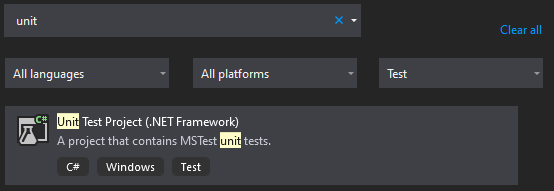 unit
Clear all
All languages
All platforms
Test
C#
Unit Test Project (.NET Framework)
A project that contains MSTest unit tests.
C#
Windows
Test